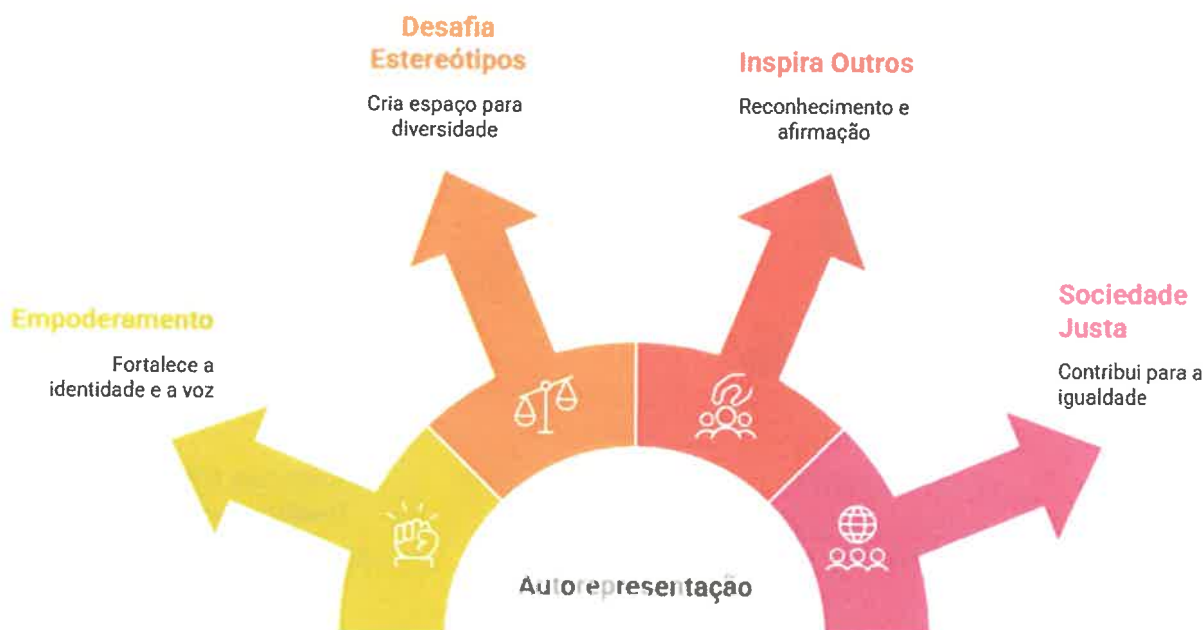 Desafia
Estereótipos
Cria espaço para
diversidade
Inspira Outros
Reconhecimento e
afirmação
Empoderamento
Fortalece a
identidade e a voz
Sociedade
Justa
Contribui para a
igualdade
Autorepresentação